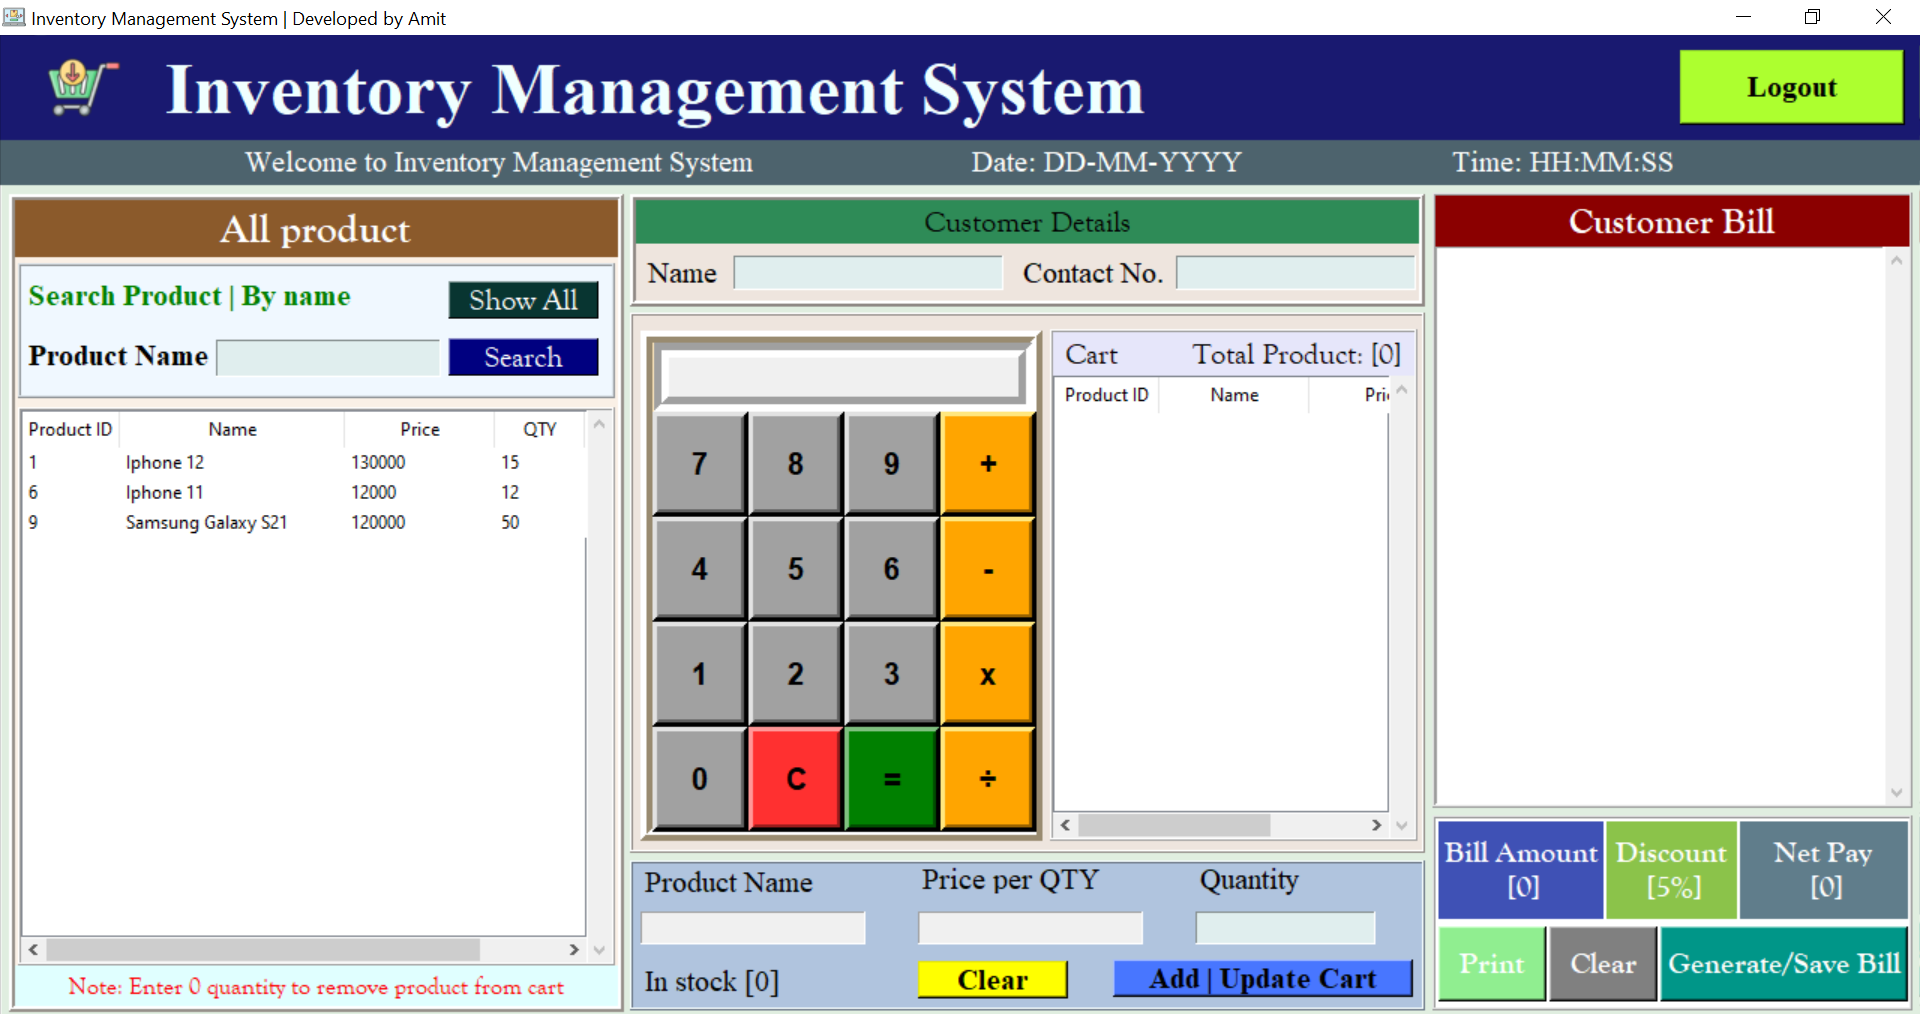 Inventory Management System | Developed by Amit
Inventory Management System
Logout
Welcome to Inventory Management System
Date: DD-MM-YYYY
Time: HH:MM:SS
All product
Search Product | By name
Show All
Product Name
Search
Product ID Name Price QTY
1 Iphone 12 130000 15
6 Iphone 11 12000 12
9 Samsung Galaxy S21 120000 50
Note: Enter 0 quantity to remove product from cart
Customer Details
Name
Contact No.
7 8 9 +
4 5 6 -
1 2 3 x
0 C = ÷
Cart
Total Product: [0]
Product ID Name Pri
Product Name
Price per QTY
Quantity
In stock [0]
Clear
Add | Update Cart
Customer Bill
Bill Amount
[0]
Discount
[5%]
Net Pay
[0]
Print
Clear
Generate/Save Bill